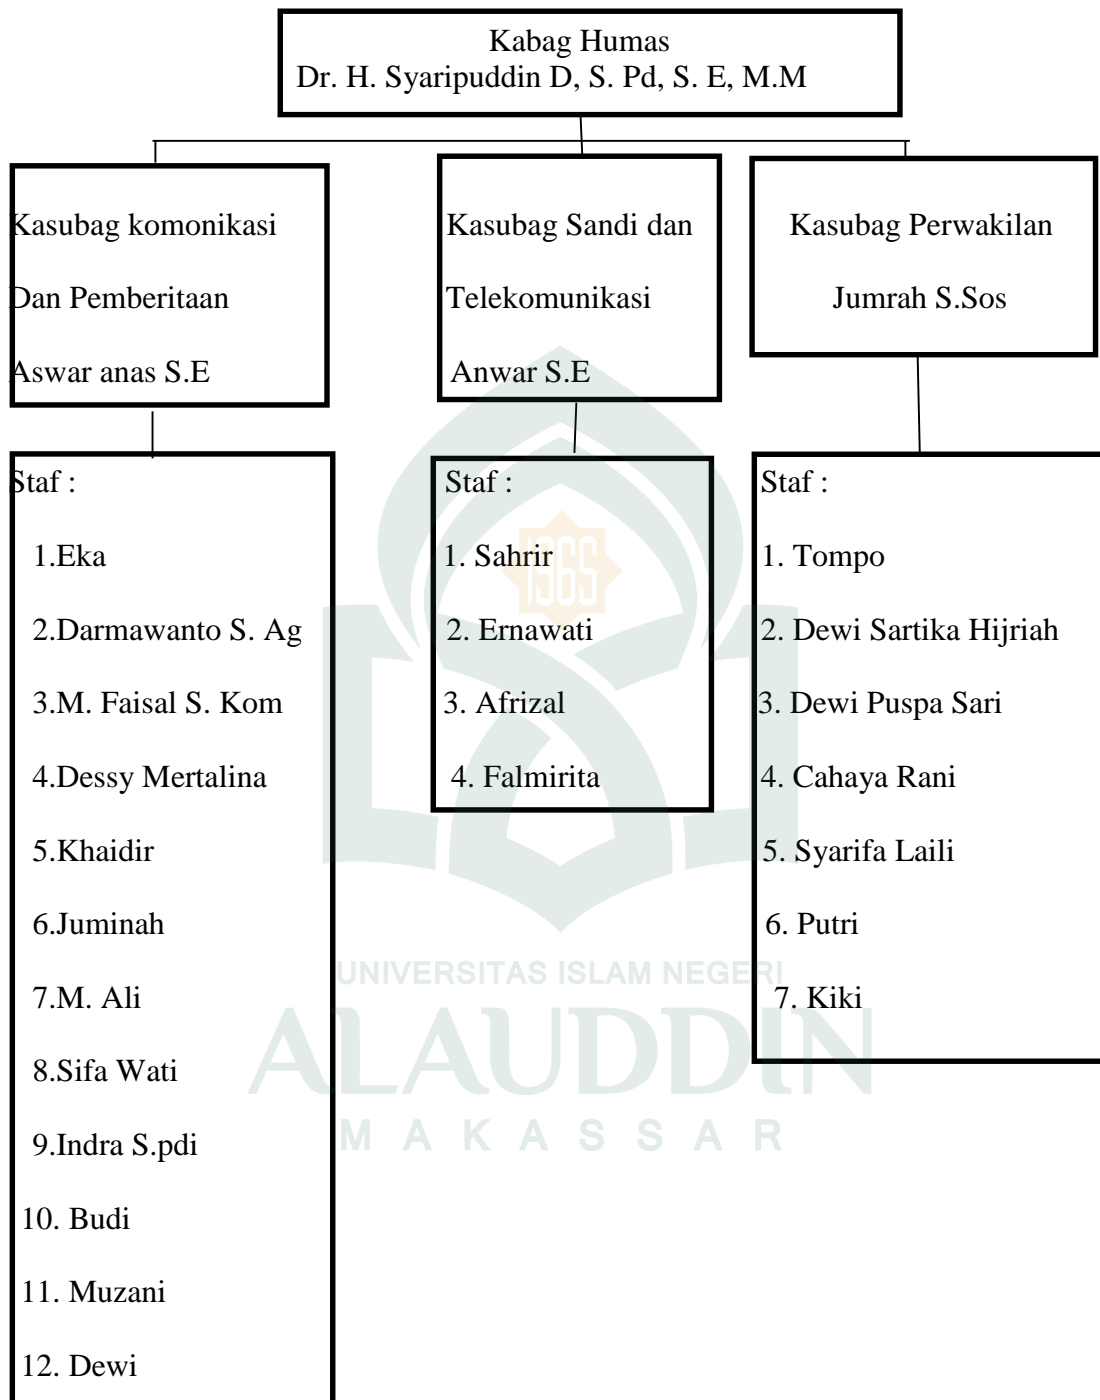 Kabag Humas
Dr. H. Syaripuddin D, S. Pd, S. E, M.M
Kasubag komonikasi
Dan Pemberitaan
Aswar anas S.E
Kasubag Sandi dan
Telekomunikasi
Anwar S.E
Kasubag Perwakilan
Jumrah S.Sos
Staf :
1.Eka
2.Darmawanto S. Ag
3.M. Faisal S. Kom
4.Dessy Mertalina
5.Khaidir
6.Juminah
7.M. Ali
8.Sifa Wati
9.Indra S.pdi
10. Budi
11. Muzani
12. Dewi
Staf :
1. Sahrir
2. Ernawati
3. Afrizal
4. Falmirita
Staf :
1. Tompo
2. Dewi Sartika Hijriah
3. Dewi Puspa Sari
4. Cahaya Rani
5. Syarifa Laili
6. Putri
7. Kiki
1965
UNIVERSITAS ISLAM NEGERI
ALAUDDIN
MAKASSAR